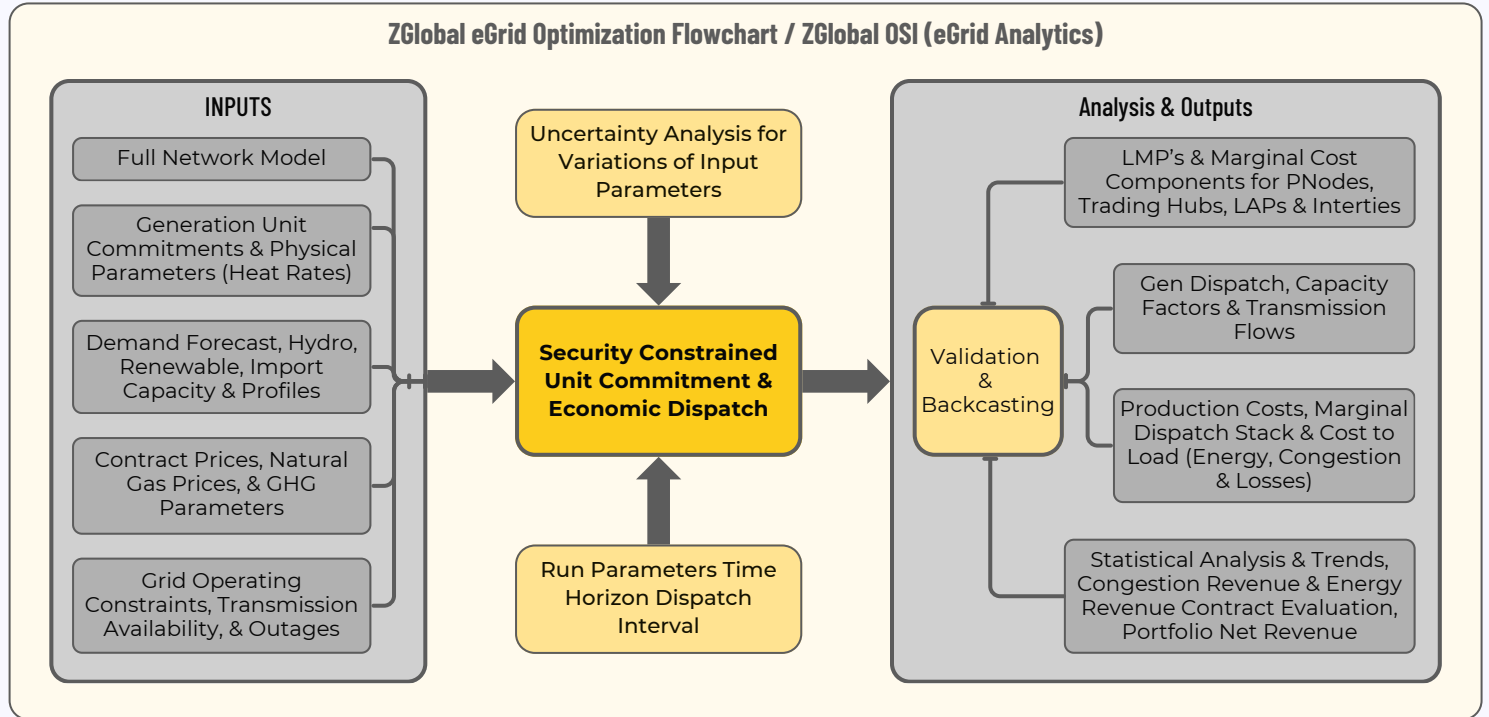 ZGlobal eGrid Optimization Flowchart / ZGlobal OSI (eGrid Analytics)
INPUTS
Full Network Model
Generation Unit
Commitments & Physical
Parameters (Heat Rates)
Demand Forecast, Hydro,
Renewable, Import
Capacity & Profiles
Contract Prices, Natural
Gas Prices, & GHG
Parameters
Grid Operating
Constraints, Transmission
Availability, & Outages
Uncertainty Analysis for
Variations of Input
Parameters
Security Constrained
Unit Commitment &
Economic Dispatch
Run Parameters Time
Horizon Dispatch
Interval
Analysis & Outputs
Validation
&
Backcasting
LMP's & Marginal Cost
Components for PNodes,
Trading Hubs, LAPs & Interties
Gen Dispatch, Capacity
Factors & Transmission
Flows
Production Costs, Marginal
Dispatch Stack & Cost to
Load (Energy, Congestion
& Losses)
Statistical Analysis & Trends,
Congestion Revenue & Energy
Revenue Contract Evaluation,
Portfolio Net Revenue